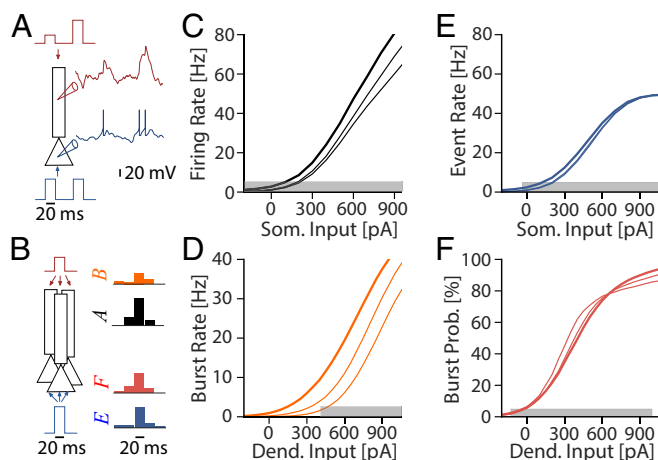 A
20 mV
20 ms
B
20 ms
B
A
F
E
20 ms
C
Firing Rate [Hz]
80
60
40
20
0
0 300 600 900
Som. Input [pA]
D
Burst Rate [Hz]
40
30
20
10
0
0 300 600 900
Dend. Input [pA]
E
Event Rate [Hz]
80
60
40
20
0
0 300 600 900
Som. Input [pA]
F
Burst Prob. [%]
100
80
60
40
20
0
0 300 600 900
Dend. Input [pA]